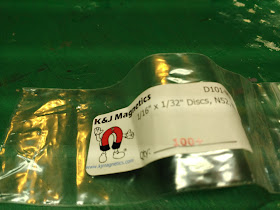 K&J Magnetics
D101
1/16" x 1/32" Discs, N52
100
www.kjmagnetics.com